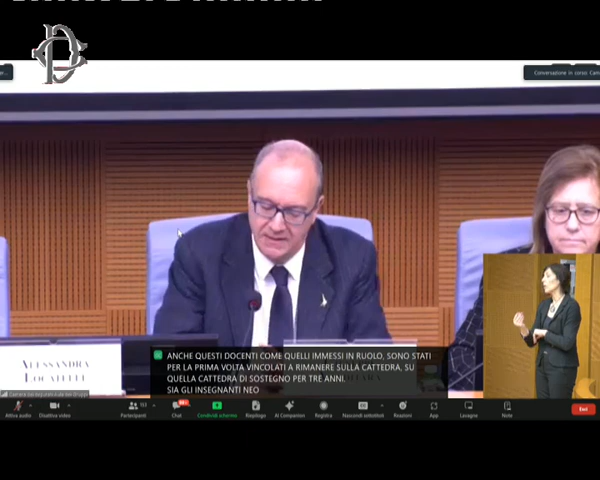 Conversazione in corso: Cam
ALESSANDRA
LOCATELLI
ANCHE QUESTI DOCENTI COME QUELLI IMMESSI IN RUOLO, SONO STATI
PER LA PRIMA VOLTA VINCOLATI A RIMANERE SULLA CATTEDRA, SU
QUELLA CATTEDRA DI SOSTEGNO PER TRE ANNI.
SIA GLI INSEGNANTI NEO
Attiva audio
Disattiva video
Partecipanti
Chat
Condividi schermo
Riepilogo
AI Companion
Registra
Nascondi sottotitoli
Reazioni
App
Lavagne
Note
Esci